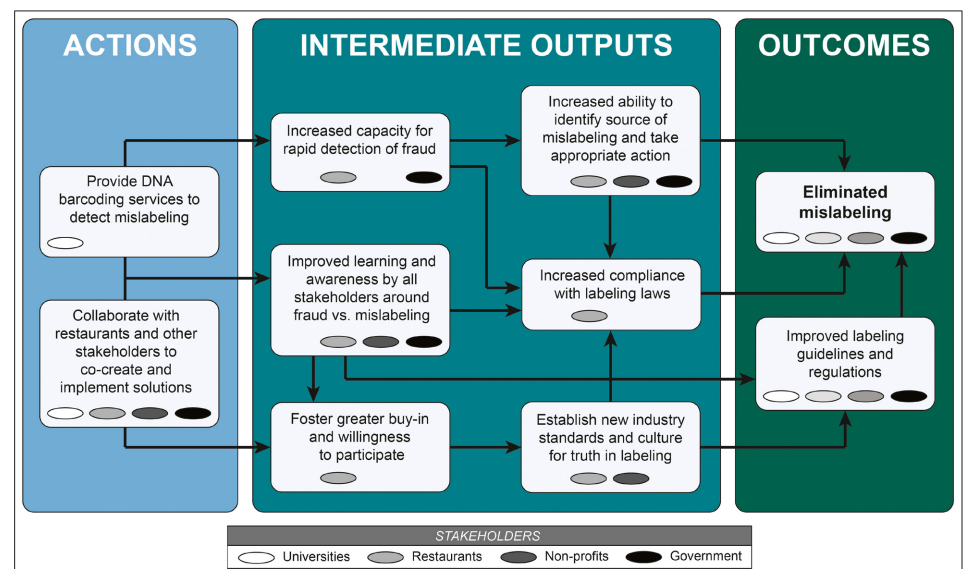 ACTIONS
INTERMEDIATE OUTPUTS
OUTCOMES
Provide DNA
barcoding services to
detect mislabeling
Collaborate with
restaurants and other
stakeholders to
co-create and
implement solutions
Increased capacity for
rapid detection of fraud
Improved learning and
awareness by all
stakeholders around
fraud vs. mislabeling
Foster greater buy-in
and willingness
to participate
Increased ability to
identify source of
mislabeling and take
appropriate action
Increased compliance
with labeling laws
Establish new industry
standards and culture
for truth in labeling
Eliminated
mislabeling
Improved labeling
guidelines and
regulations
STAKEHOLDERS
Universities Restaurants Non-profits Government